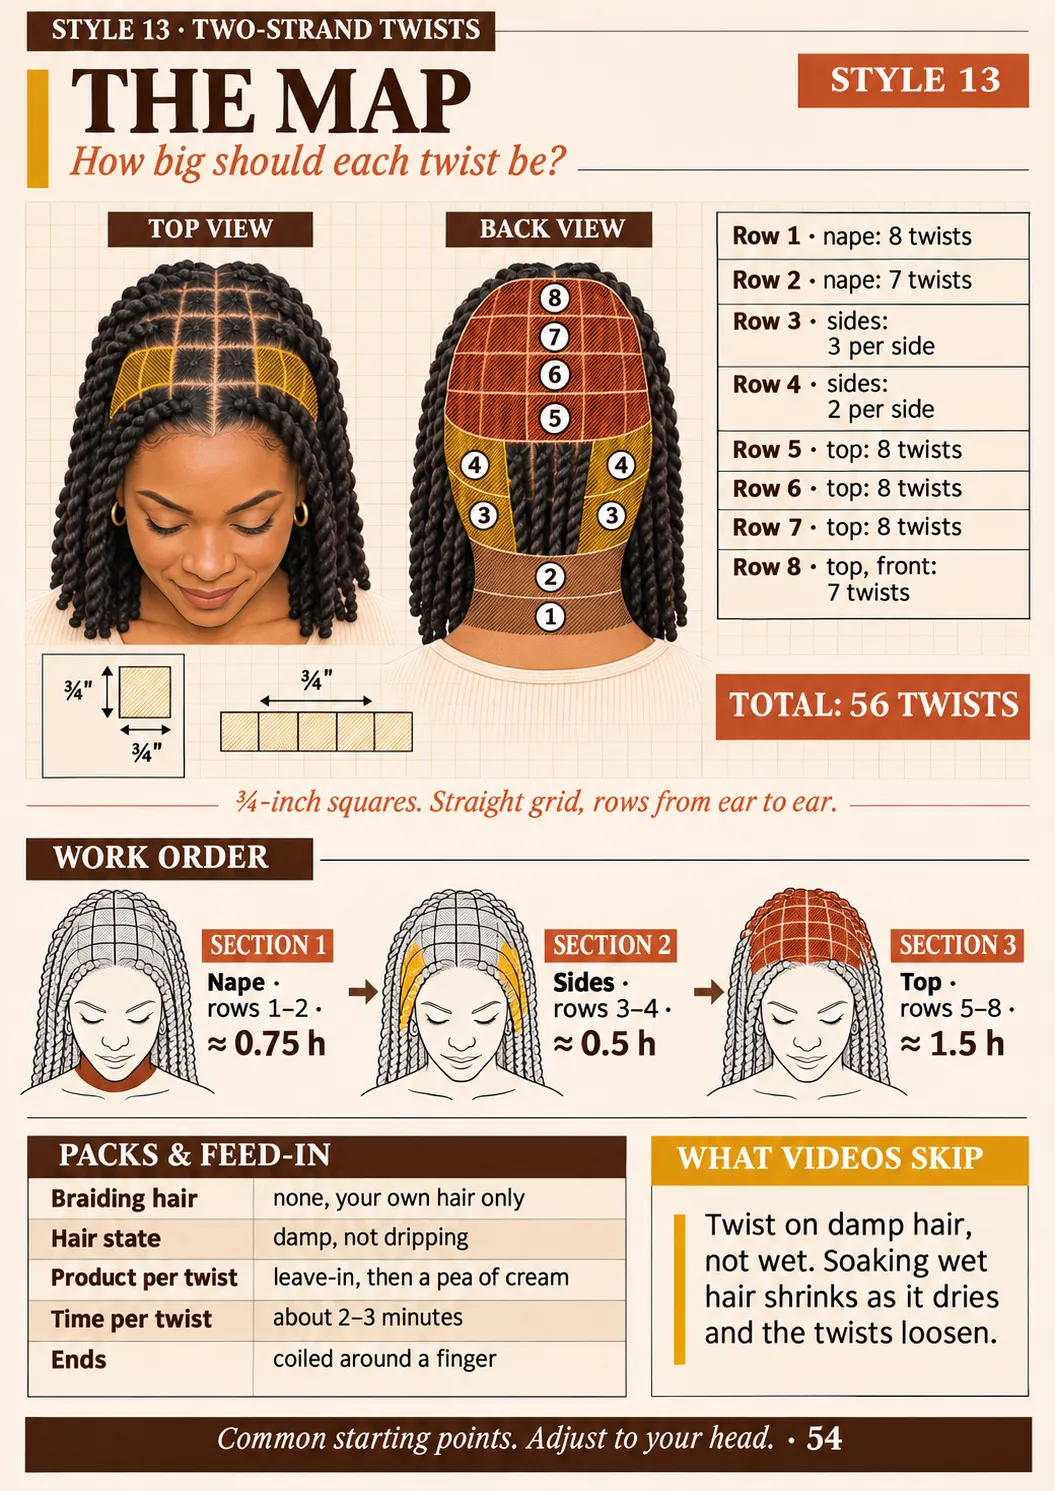 STYLE 13 · TWO-STRAND TWISTS
THE MAP
STYLE 13
How big should each twist be?
TOP VIEW
BACK VIEW
8
7
6
5
4
4
3
3
2
1
Row 1 · nape: 8 twists
Row 2 · nape: 7 twists
Row 3 · sides:
3 per side
Row 4 · sides:
2 per side
Row 5 · top: 8 twists
Row 6 · top: 8 twists
Row 7 · top: 8 twists
Row 8 · top, front:
7 twists
¾"
¾"
¾"
TOTAL: 56 TWISTS
¾-inch squares. Straight grid, rows from ear to ear.
WORK ORDER
SECTION 1
Nape ·
rows 1–2 ·
≈ 0.75 h
SECTION 2
Sides ·
rows 3–4 ·
≈ 0.5 h
SECTION 3
Top ·
rows 5–8 ·
≈ 1.5 h
PACKS & FEED-IN
Braiding hair none, your own hair only
Hair state damp, not dripping
Product per twist leave-in, then a pea of cream
Time per twist about 2–3 minutes
Ends coiled around a finger
WHAT VIDEOS SKIP
Twist on damp hair,
not wet. Soaking wet
hair shrinks as it dries
and the twists loosen.
Common starting points. Adjust to your head. · 54